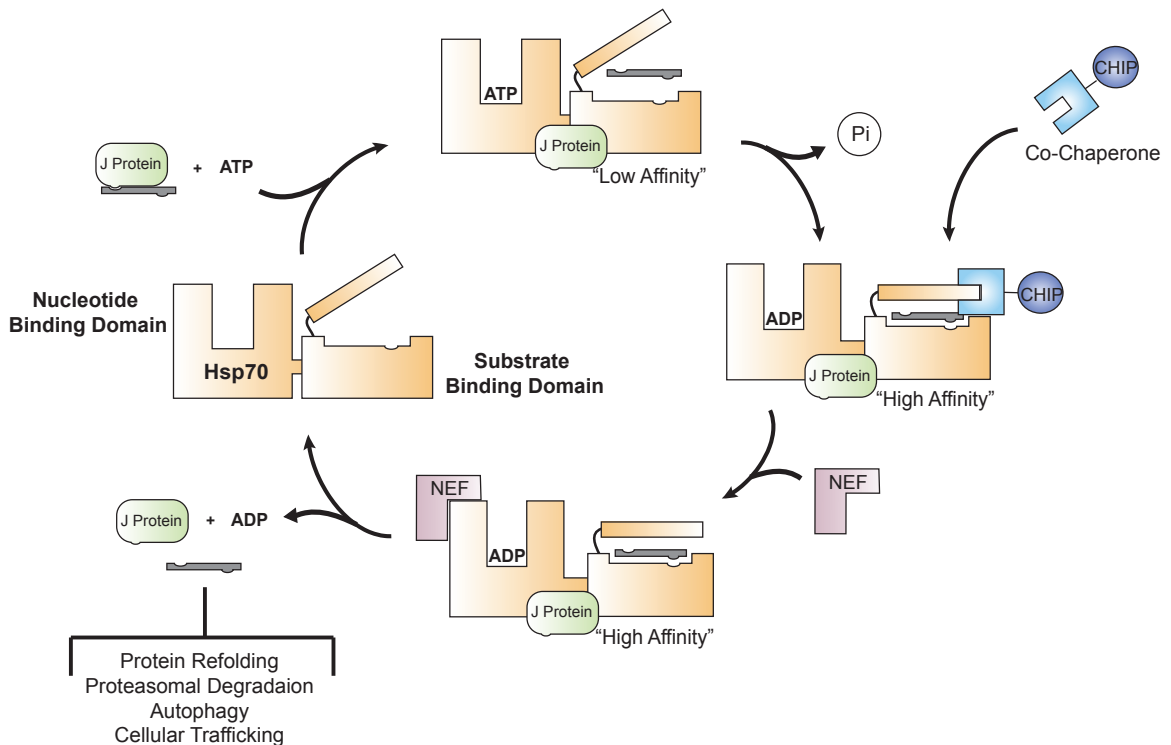 CHIP
ATP
J Protein
"Low Affinity"
Pi
Co-Chaperone
J Protein + ATP
Nucleotide
Binding Domain
Hsp70
Substrate
Binding Domain
ADP
CHIP
J Protein
"High Affinity"
NEF
NEF
ADP
J Protein
"High Affinity"
J Protein + ADP
Protein Refolding
Proteasomal Degradaion
Autophagy
Cellular Trafficking